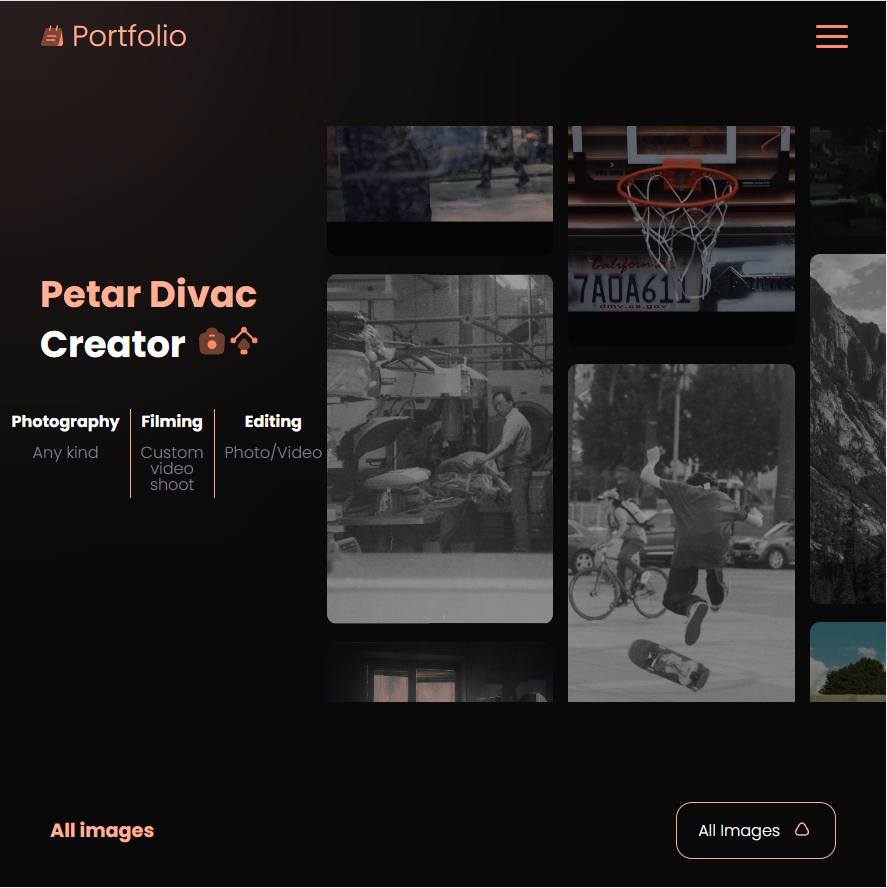 Portfolio
Petar Divac
Creator
Photography
Any kind
Filming
Custom
video
shoot
Editing
Photo/Video
California
7AOA611
dmv.ca.gov
All images
All Images